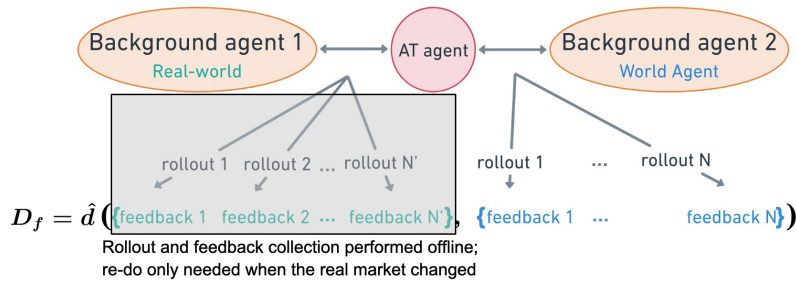 Background agent 1
Real-world
AT agent
Background agent 2
World Agent
rollout 1 rollout 2 ... rollout N'
rollout 1 ... rollout N
D_f = d̂ ({feedback 1 feedback 2 ... feedback N'}, {feedback 1 ... feedback N})
Rollout and feedback collection performed offline;
re-do only needed when the real market changed